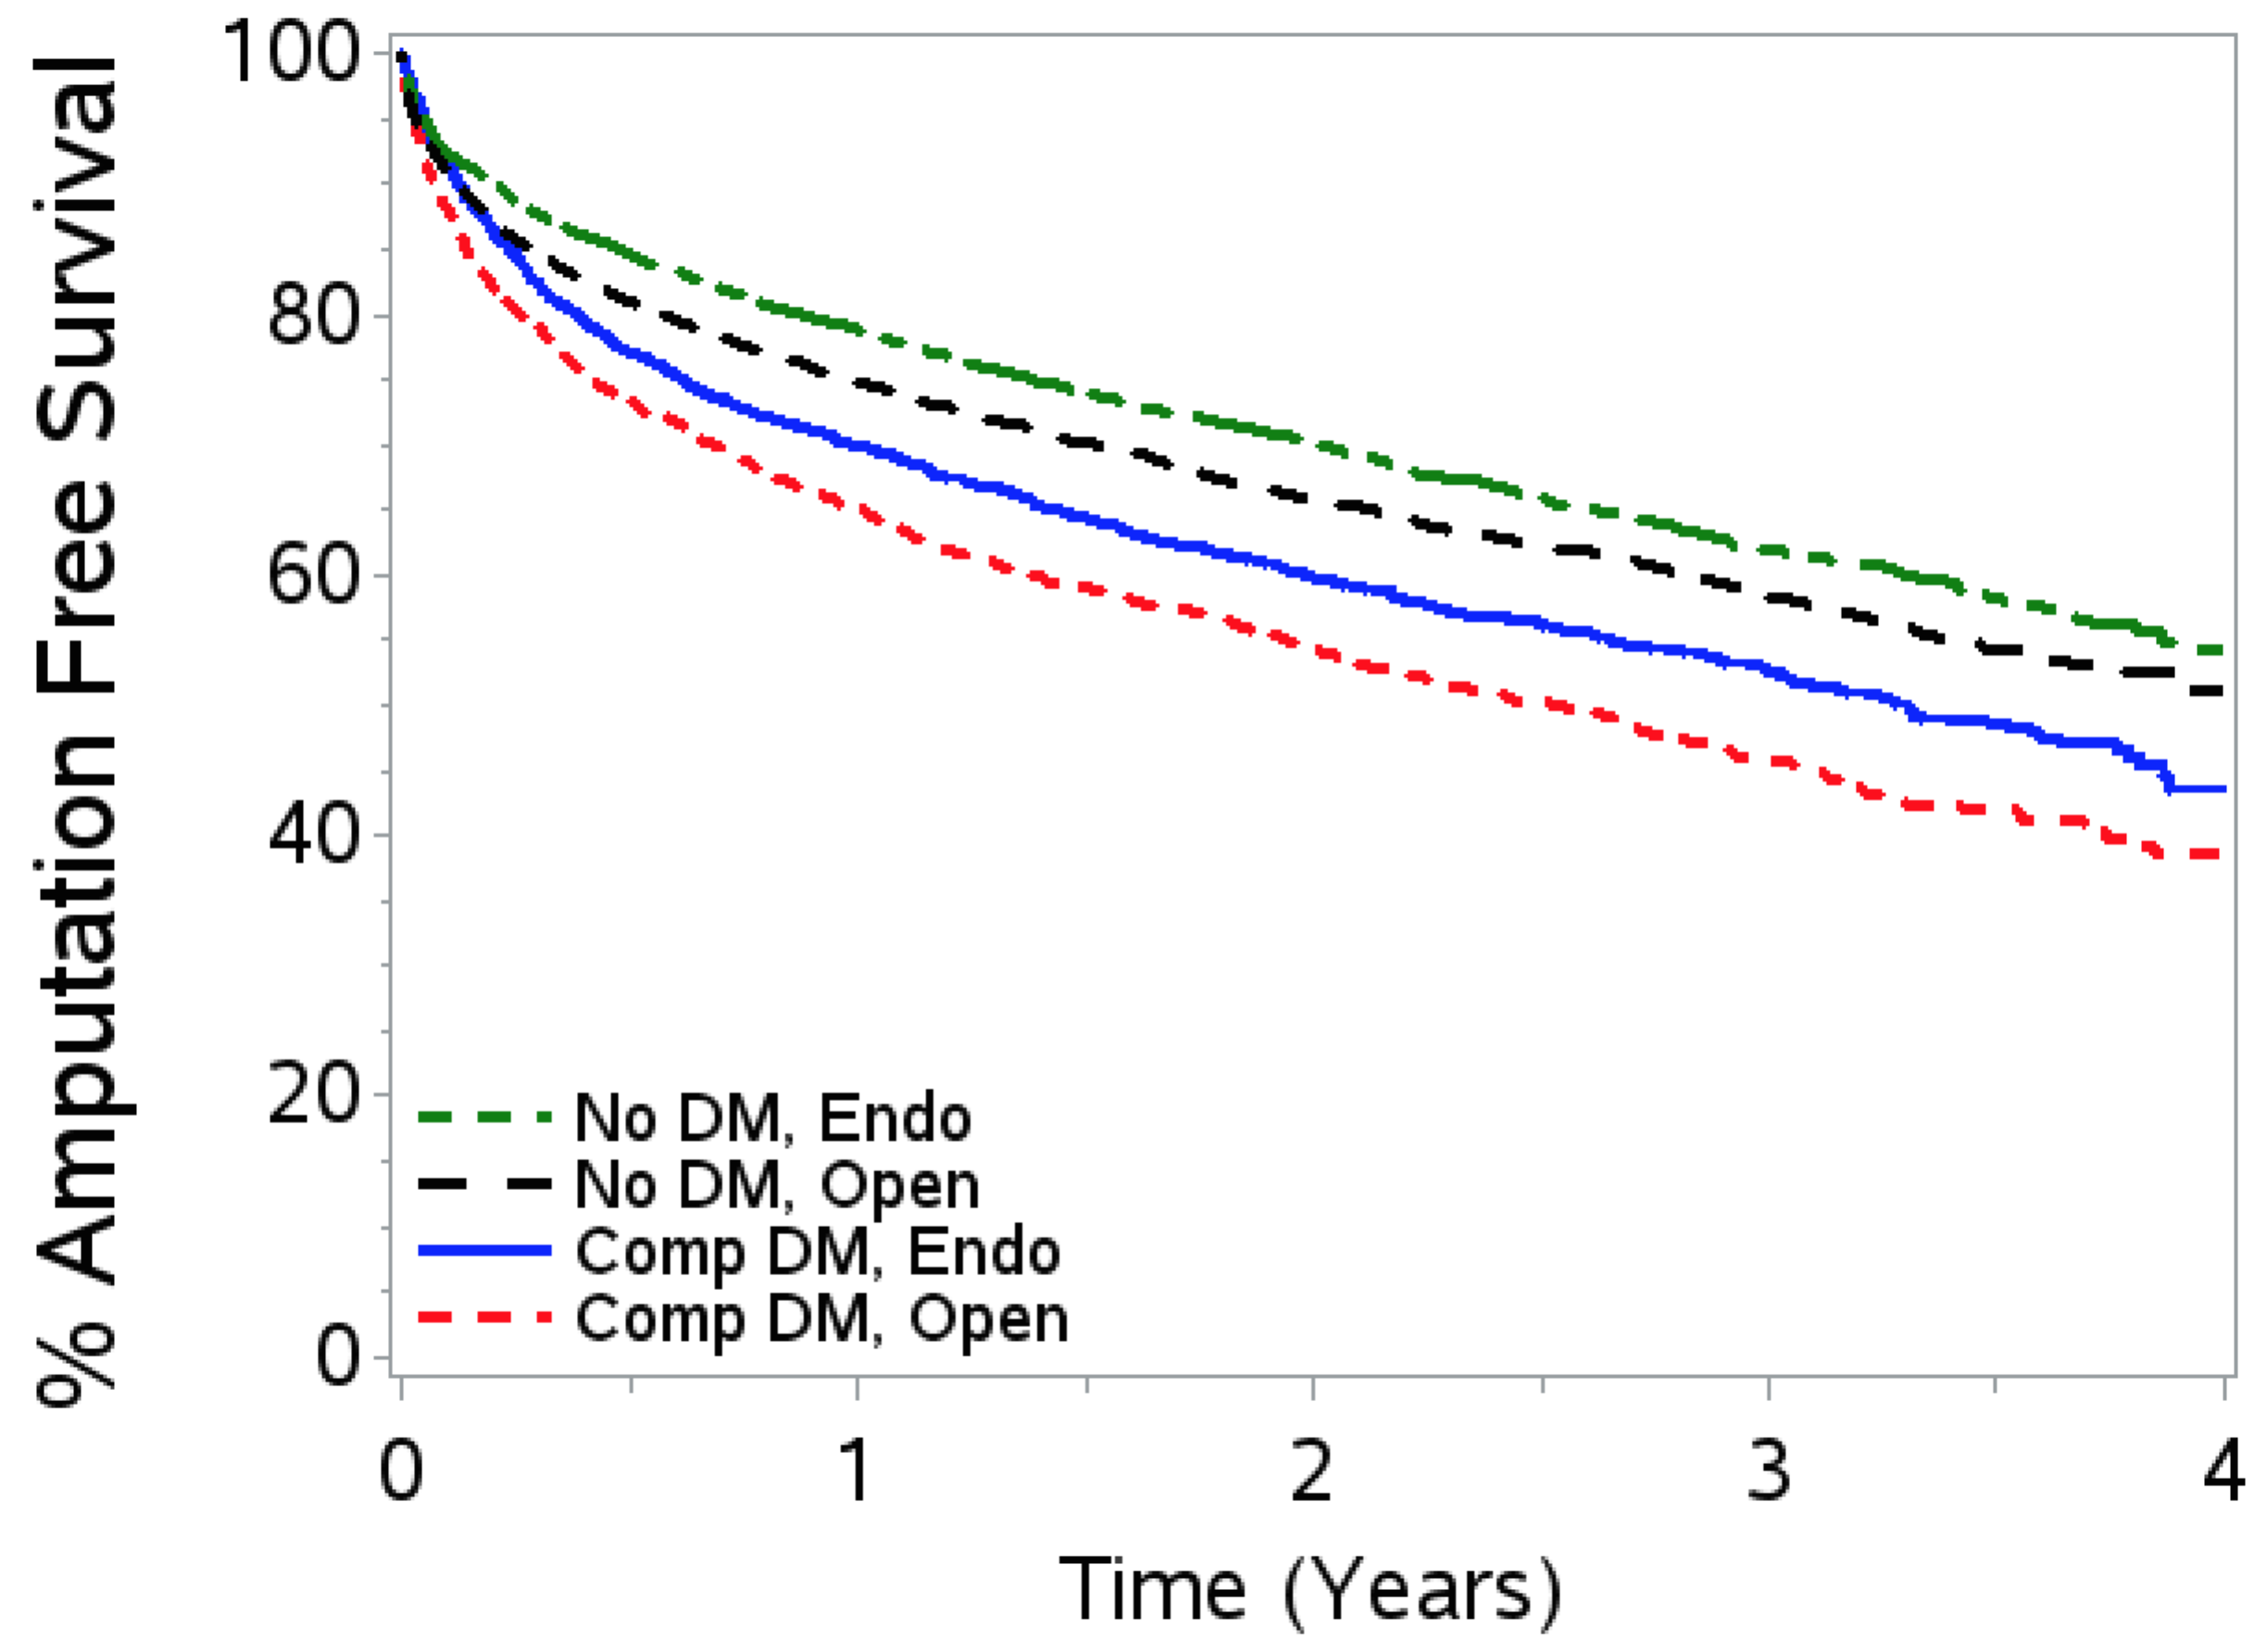 % Amputation Free Survival
100
80
60
40
20
0
No DM, Endo
No DM, Open
Comp DM, Endo
Comp DM, Open
0 1 2 3 4
Time (Years)